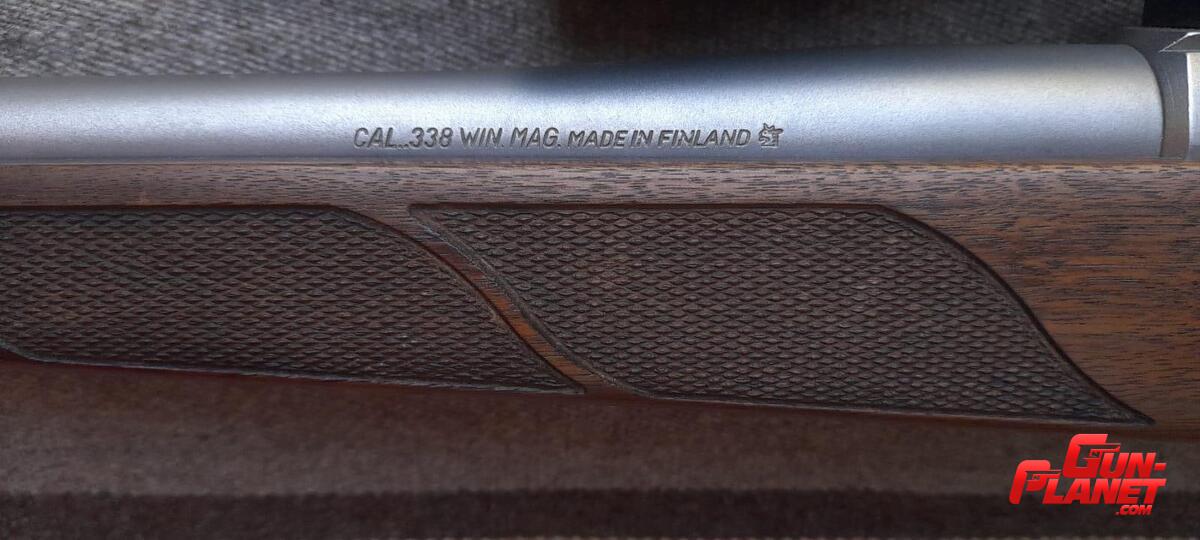 CAL..338 WIN. MAG. MADE IN FINLAND
GUN-
PLANET
.COM